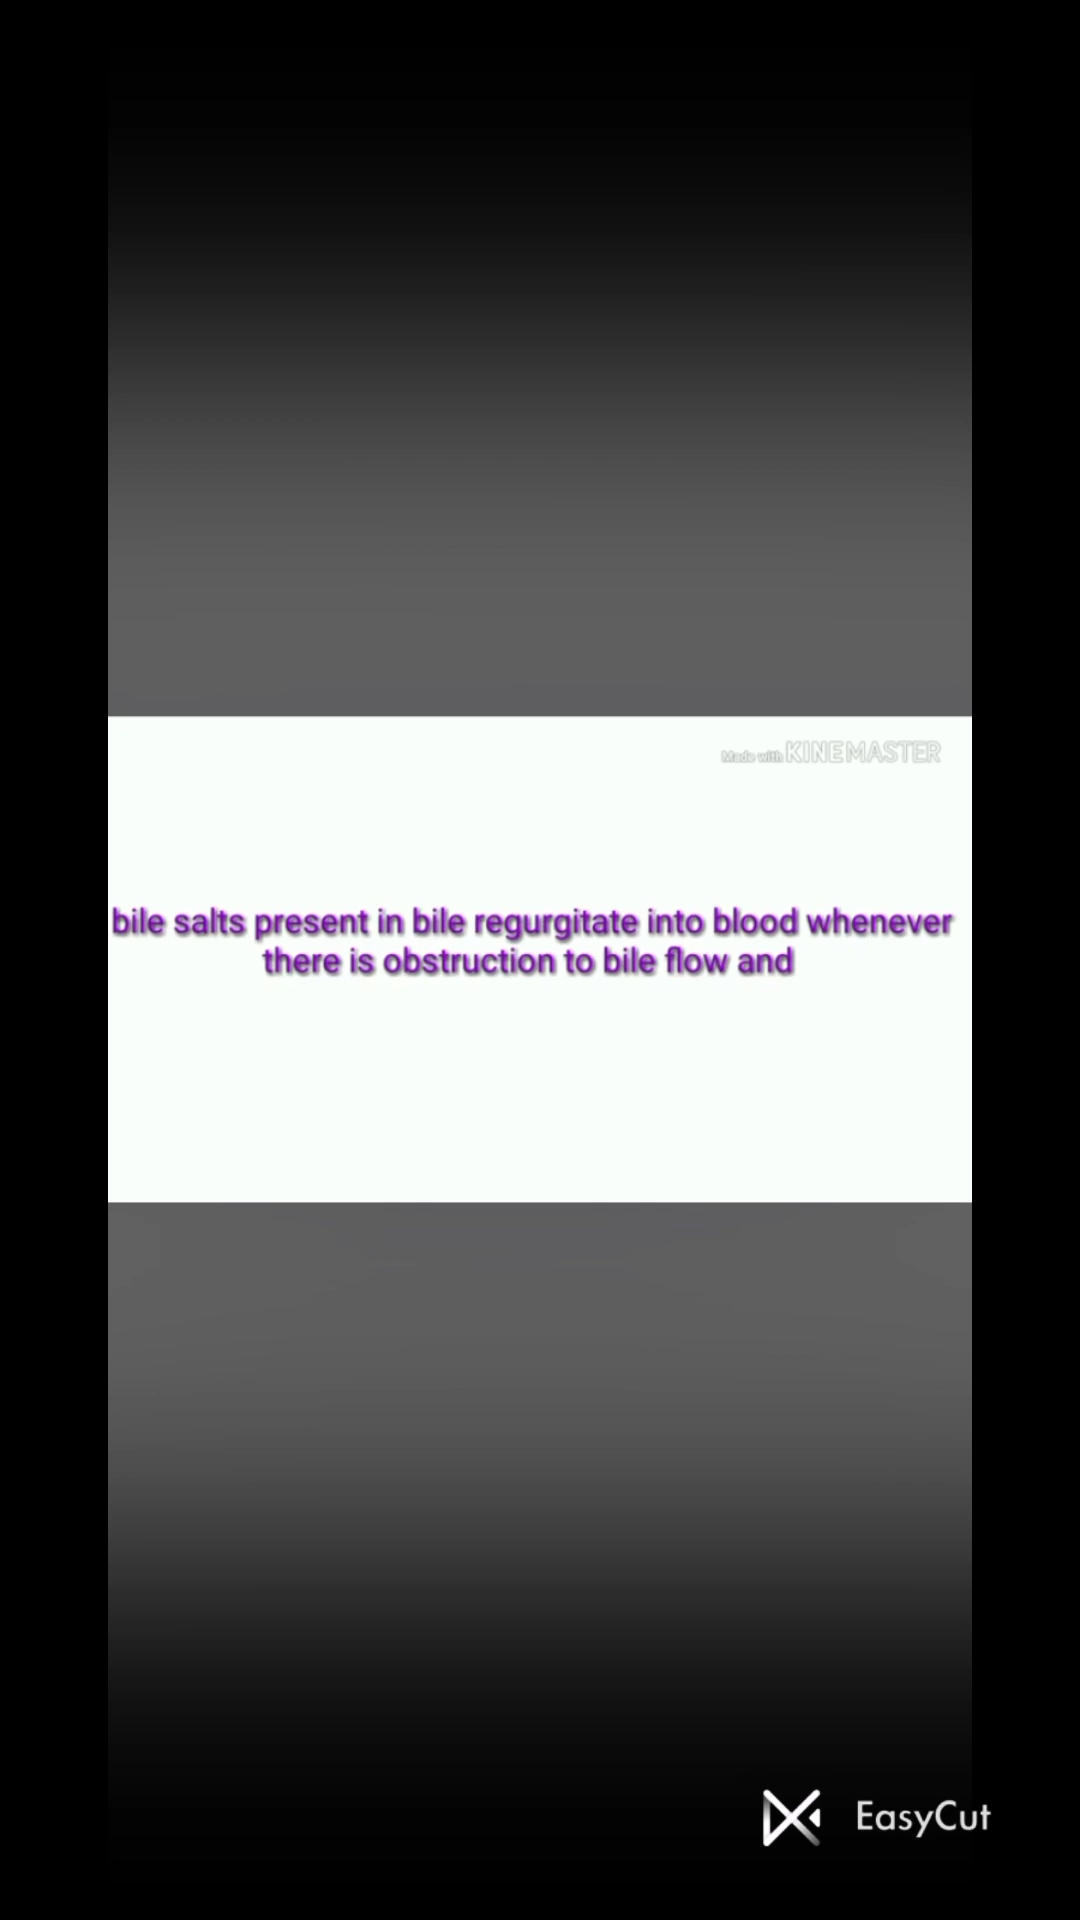 Made with KINEMASTER
bile salts present in bile regurgitate into blood whenever
there is obstruction to bile flow and
EasyCut